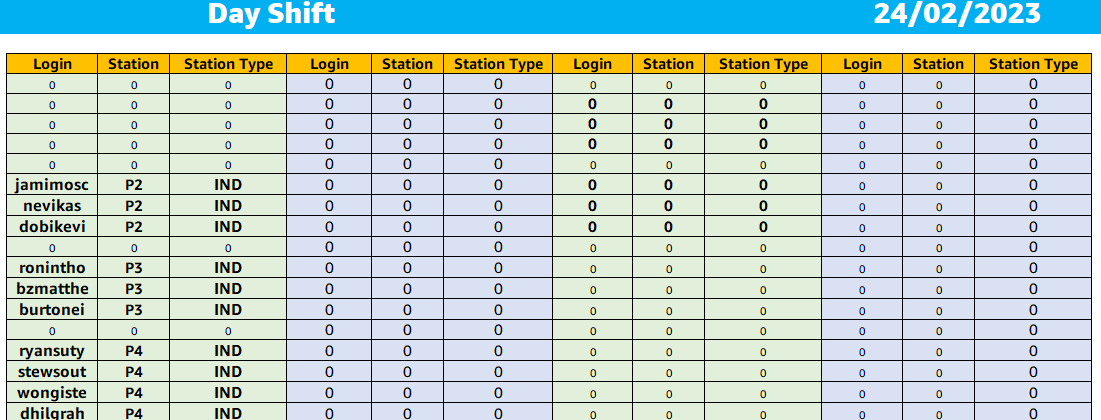 Day Shift 24/02/2023
Login Station Station Type Login Station Station Type Login Station Station Type Login Station Station Type
0 0 0 0 0 0 0 0 0 0 0 0
0 0 0 0 0 0 0 0 0 0 0 0
0 0 0 0 0 0 0 0 0 0 0 0
0 0 0 0 0 0 0 0 0 0 0 0
0 0 0 0 0 0 0 0 0 0 0 0
jamimosc P2 IND 0 0 0 0 0 0 0 0 0
nevikas P2 IND 0 0 0 0 0 0 0 0 0
dobikevi P2 IND 0 0 0 0 0 0 0 0 0
0 0 0 0 0 0 0 0 0 0 0 0
ronintho P3 IND 0 0 0 0 0 0 0 0 0
bzmatthe P3 IND 0 0 0 0 0 0 0 0 0
burtonei P3 IND 0 0 0 0 0 0 0 0 0
0 0 0 0 0 0 0 0 0 0 0 0
ryansuty P4 IND 0 0 0 0 0 0 0 0 0
stewsout P4 IND 0 0 0 0 0 0 0 0 0
wongiste P4 IND 0 0 0 0 0 0 0 0 0
dhilgrah P4 IND 0 0 0 0 0 0 0 0 0